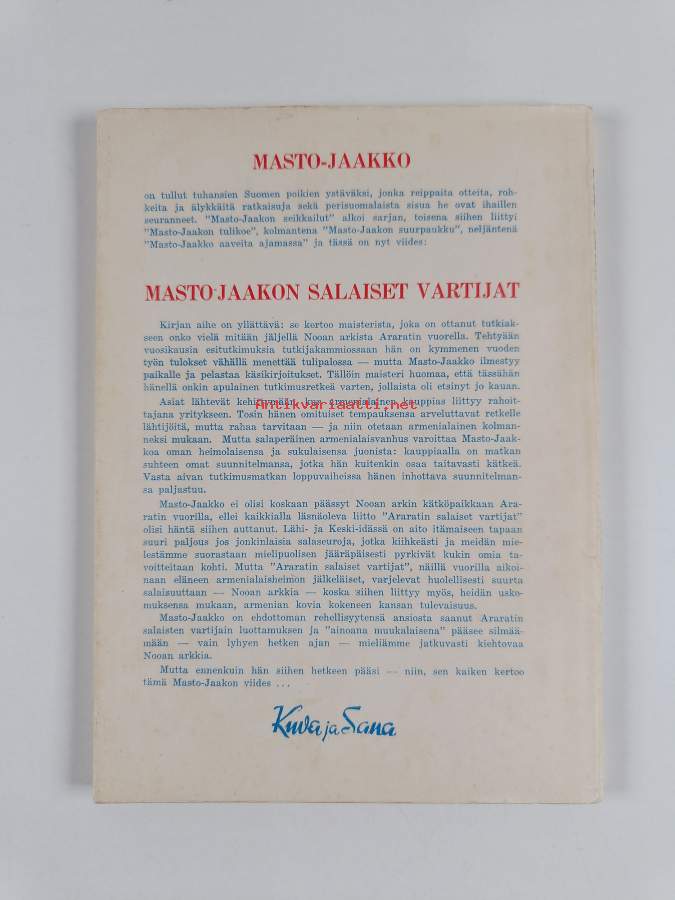 MASTO-JAAKKO
on tullut tuhansien Suomen poikien ystäväksi, jonka reippaita otteita, roh-
keita ja älykkäitä ratkaisuja sekä perisuomalaista sisua he ovat ihaillen
seuranneet. "Masto-Jaakon seikkailut" alkoi sarjan, toisena siihen liittyi
"Masto-Jaakon tulikoe", kolmantena "Masto-Jaakon suurpaukku", neljäntenä
"Masto-Jaakko aaveita ajamassa" ja tässä on nyt viides:
MASTO-JAAKON SALAISET VARTIJAT
Kirjan aihe on yllättävä: se kertoo maisterista, joka on ottanut tutkiak-
seen onko vielä mitään jäljellä Nooan arkista Araratin vuorella. Tehtyään
vuosikausia esitutkimuksia tutkijakammiossaan hän on kymmenen vuoden
työn tulokset vähällä menettää tulipalossa — mutta Masto-Jaakko ilmestyy
paikalle ja pelastaa käsikirjoitukset. Tällöin maisteri huomaa, että tässähän
hänellä onkin apulainen tutkimusretkeä varten, jollaista oli etsinyt jo kauan.
Asiat lähtevät kehittymään, kun armenialainen kauppias liittyy rahoit-
Antikvariaatti.net
tajana yritykseen. Tosin hänen omituiset tempauksensa arveluttavat retkelle
lähtijöitä, mutta rahaa tarvitaan — ja niin otetaan armenialainen kolman-
neksi mukaan. Mutta salaperäinen armenialaisvanhus varoittaa Masto-Jaak-
koa oman heimolaisensa ja sukulaisensa juonista: kauppiaalla on matkan
suhteen omat suunnitelmansa, jotka hän kuitenkin osaa taitavasti kätkeä.
Vasta aivan tutkimusmatkan loppuvaiheissa hänen inhottava suunnitelman-
sa paljastuu.
Masto-Jaakko ei olisi koskaan päässyt Nooan arkin kätköpaikkaan Ara-
ratin vuorilla, ellei kaikkialla läsnäoleva liitto "Araratin salaiset vartijat"
olisi häntä siihen auttanut. Lähi- ja Keski-idässä on aito itämaiseen tapaan
suuri paljous jos jonkinlaisia salaseuroja, jotka kiihkeästi ja meidän mie-
lestämme suorastaan mielipuolisen jääräpäisesti pyrkivät kukin omia ta-
voitteitaan kohti. Mutta "Araratin salaiset vartijat", näillä vuorilla aikoi-
naan eläneen armenialaisheimon jälkeläiset, varjelevat huolellisesti suurta
salaisuuttaan — Nooan arkkia — koska siihen liittyy myös, heidän usko-
muksensa mukaan, armenian kovia kokeneen kansan tulevaisuus.
Masto-Jaakko on ehdottoman rehellisyytensä ansiosta saanut Araratin
salaisten vartijain luottamuksen ja "ainoana muukalaisena" pääsee silmää-
mään — vain lyhyen hetken ajan — mieliämme jatkuvasti kiehtovaa
Nooan arkkia.
Mutta ennenkuin hän siihen hetkeen pääsi — niin, sen kaiken kertoo
tämä Masto-Jaakon viides ...
Kuva ja Sana